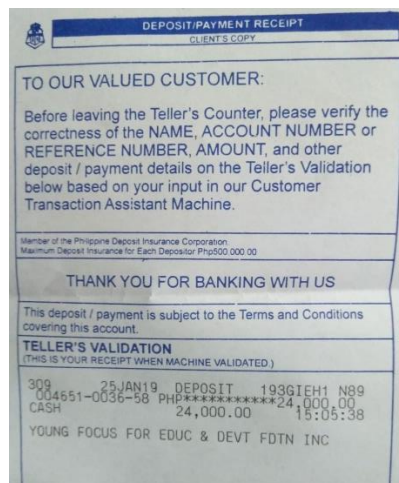 DEPOSIT/PAYMENT RECEIPT
CLIENT'S COPY
TO OUR VALUED CUSTOMER:
Before leaving the Teller's Counter, please verify the
correctness of the NAME, ACCOUNT NUMBER or
REFERENCE NUMBER, AMOUNT, and other
deposit / payment details on the Teller's Validation
below based on your input in our Customer
Transaction Assistant Machine.
Member of the Philippine Deposit Insurance Corporation.
Maximum Deposit Insurance for Each Depositor Php500 000.00
THANK YOU FOR BANKING WITH US
This deposit / payment is subject to the Terms and Conditions
covering this account.
TELLER'S VALIDATION
(THIS IS YOUR RECEIPT WHEN MACHINE VALIDATED.)
309 25JAN19 DEPOSIT 193GIEH1 N89
004651-0036-58 PHP***********24,000.00
CASH 24,000.00 15:05:38
YOUNG FOCUS FOR EDUC & DEVT FDTN INC